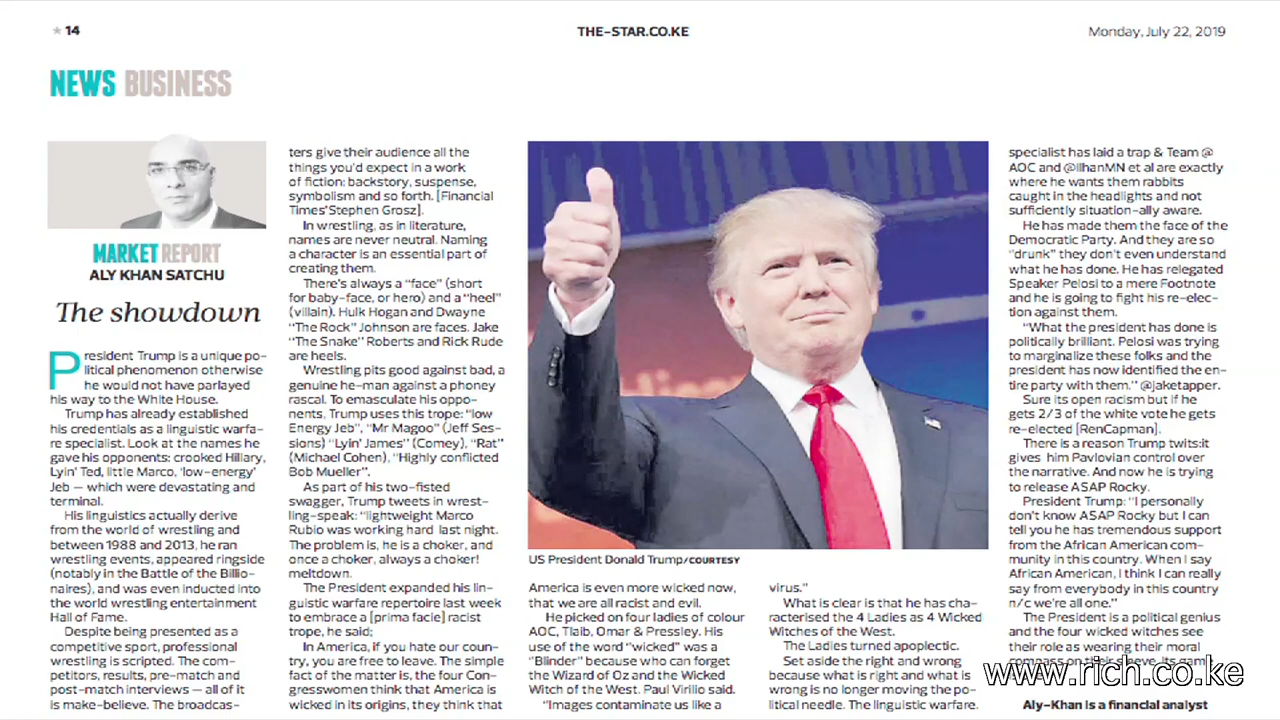 ★ 14
THE-STAR.CO.KE
Monday, July 22, 2019
NEWS BUSINESS
MARKET REPORT
ALY KHAN SATCHU
The showdown
President Trump is a unique po-
litical phenomenon otherwise
he would not have parlayed
his way to the White House.
Trump has already established
his credentials as a linguistic warfa-
re specialist. Look at the names he
gave his opponents: crooked Hillary,
Lyin' Ted, little Marco, 'low-energy'
Jeb — which were devastating and
terminal.
His linguistics actually derive
from the world of wrestling and
between 1988 and 2013, he ran
wrestling events, appeared ringside
(notably in the Battle of the Billio-
naires), and was even inducted into
the world wrestling entertainment
Hall of Fame.
Despite being presented as a
competitive sport, professional
wrestling is scripted. The com-
petitors, results, pre-match and
post-match interviews — all of it
is make-believe. The broadcas-
ters give their audience all the
things you'd expect in a work
of fiction: backstory, suspense,
symbolism and so forth. [Financial
Times'Stephen Grosz].
In wrestling, as in literature,
names are never neutral. Naming
a character is an essential part of
creating them.
There's always a "face" (short
for baby-face, or hero) and a "heel"
(villain). Hulk Hogan and Dwayne
"The Rock" Johnson are faces. Jake
"The Snake" Roberts and Rick Rude
are heels.
Wrestling pits good against bad, a
genuine he-man against a phoney
rascal. To emasculate his oppo-
nents, Trump uses this trope: "low
Energy Jeb", "Mr Magoo" (Jeff Ses-
sions) "Lyin' James" (Comey), "Rat"
(Michael Cohen), "Highly conflicted
Bob Mueller".
As part of his two-fisted
swagger, Trump tweets in wrest-
ling-speak: "lightweight Marco
Rubio was working hard last night.
The problem is, he is a choker, and
once a choker, always a choker!
meltdown.
The President expanded his lin-
guistic warfare repertoire last week
to embrace a [prima facie] racist
trope, he said;
In America, if you hate our coun-
try, you are free to leave. The simple
fact of the matter is, the four Con-
gresswomen think that America is
wicked in its origins, they think that
US President Donald Trump/COURTESY
America is even more wicked now,
that we are all racist and evil.
He picked on four ladies of colour
AOC, Tlaib, Omar & Pressley. His
use of the word "wicked" was a
"Blinder" because who can forget
the Wizard of Oz and the Wicked
Witch of the West. Paul Virilio said.
"Images contaminate us like a
virus."
What is clear is that he has cha-
racterised the 4 Ladies as 4 Wicked
Witches of the West.
The Ladies turned apoplectic.
Set aside the right and wrong
because what is right and what is
wrong is no longer moving the po-
litical needle. The linguistic warfare.
specialist has laid a trap & Team @
AOC and @IlhanMN et al are exactly
where he wants them rabbits
caught in the headlights and not
sufficiently situation-ally aware.
He has made them the face of the
Democratic Party. And they are so
"drunk" they don't even understand
what he has done. He has relegated
Speaker Pelosi to a mere Footnote
and he is going to fight his re-elec-
tion against them.
"What the president has done is
politically brilliant. Pelosi was trying
to marginalize these folks and the
president has now identified the en-
tire party with them." @jaketapper.
Sure its open racism but if he
gets 2/3 of the white vote he gets
re-elected [RenCapman].
There is a reason Trump twits:it
gives him Pavlovian control over
the narrative. And now he is trying
to release ASAP Rocky.
President Trump: "I personally
don't know ASAP Rocky but I can
tell you he has tremendous support
from the African American com-
munity in this country. When I say
African American, I think I can really
say from everybody in this country
n/c we're all one."
The President is a political genius
and the four wicked witches see
their role as wearing their moral
compass on their sleeve. its game
www.rich.co.ke
Aly-Khan is a financial analyst